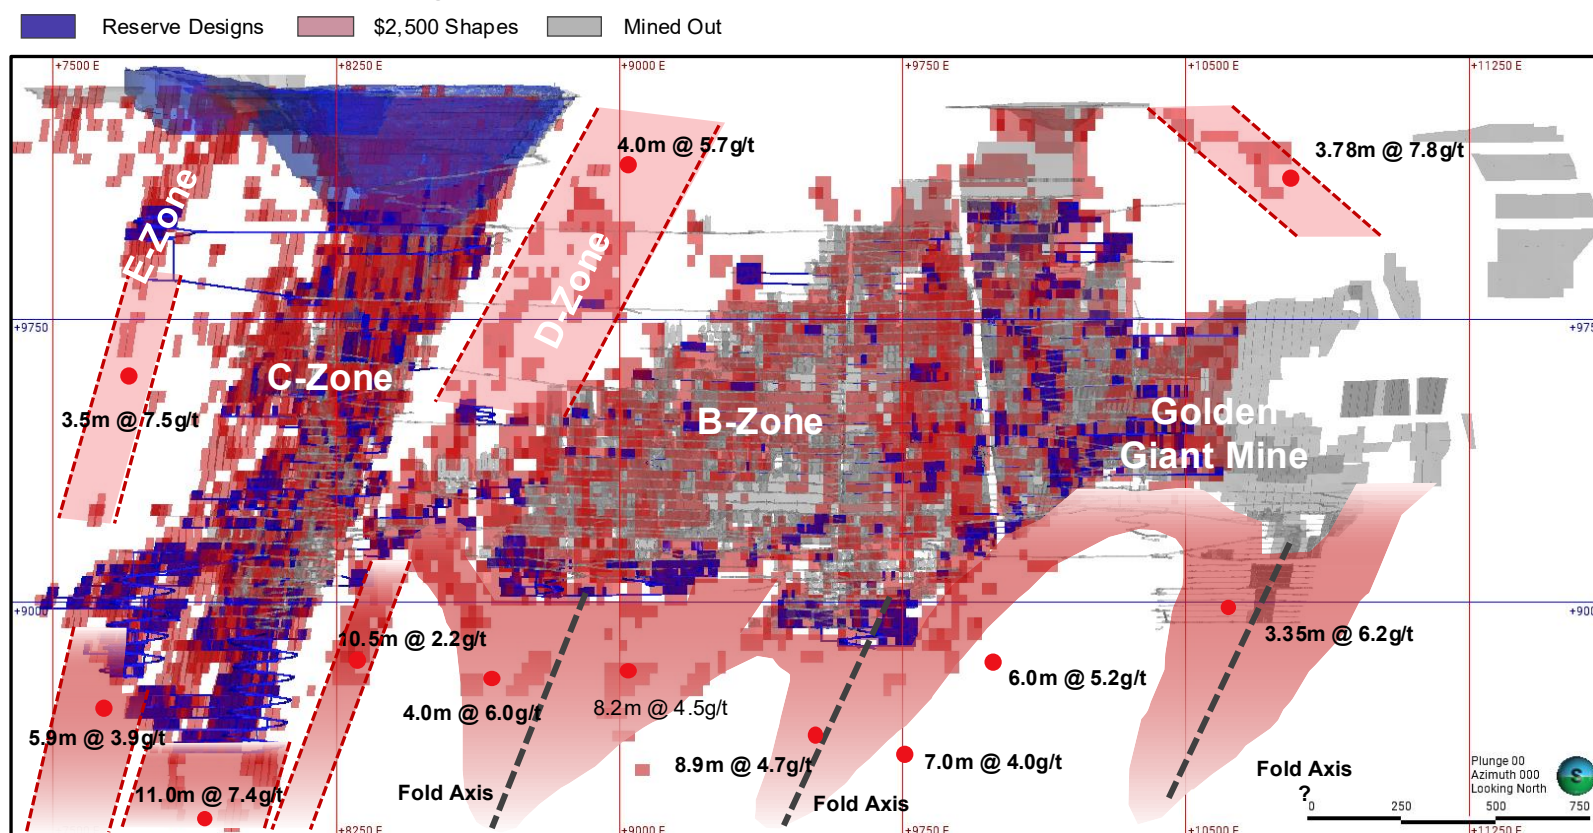 Reserve Designs $2,500 Shapes Mined Out
+7500 E +8250 E +9000 E +9750 E +10500 E +11250 E
4.0m @ 5.7g/t
3.78m @ 7.8g/t
E-Zone
D-Zone
+9750 +975
C-Zone
3.5m @ 7.5g/t
B-Zone
Golden
Giant Mine
+9000 +900
10.5m @ 2.2g/t
3.35m @ 6.2g/t
6.0m @ 5.2g/t
4.0m @ 6.0g/t
8.2m @ 4.5g/t
5.9m @ 3.9g/t
8.9m @ 4.7g/t
7.0m @ 4.0g/t
11.0m @ 7.4g/t
Fold Axis
Fold Axis
Fold Axis
?
Plunge 00
Azimuth 000
Looking North
S
0 250 500 750
+8250 E +9000 E +9750 E +10500 E +11250 E